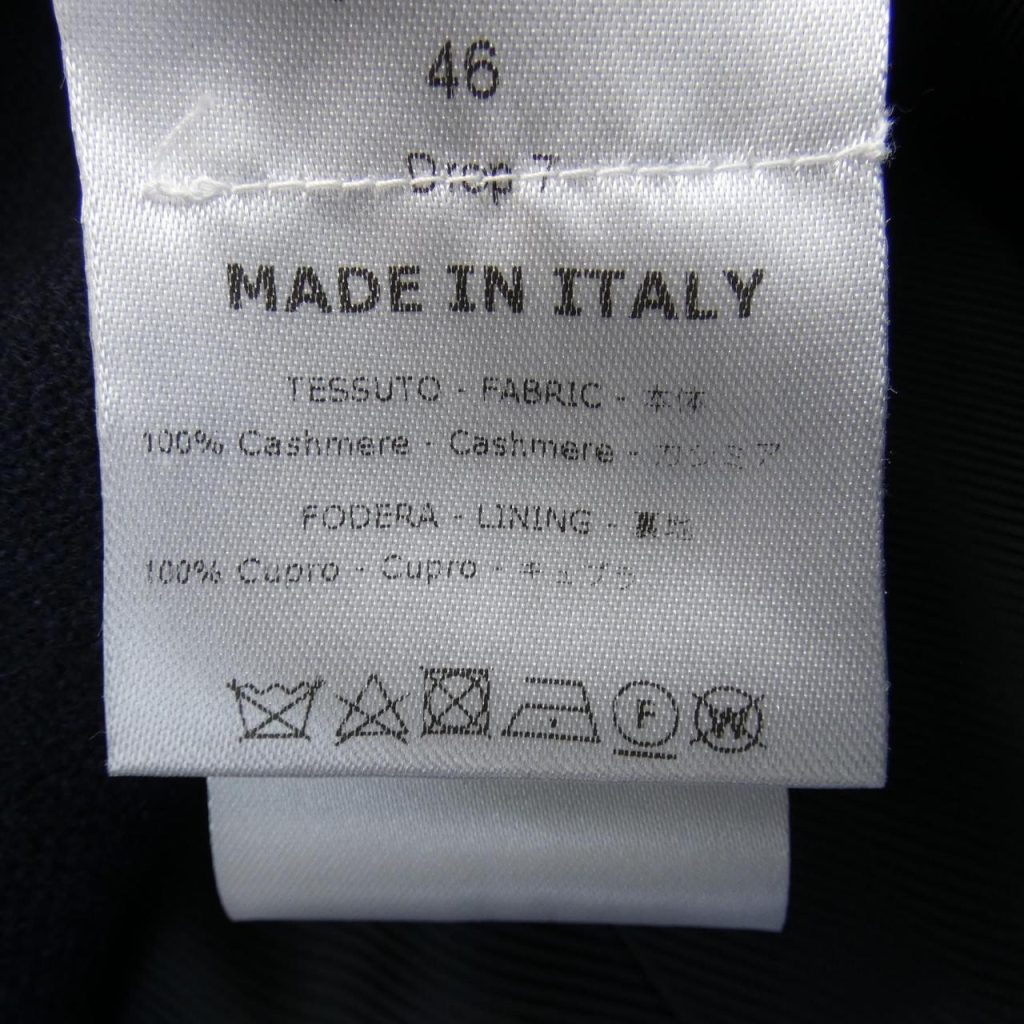 46
Drop 7
MADE IN ITALY
TESSUTO - FABRIC - 本体
100% Cashmere - Cashmere - カシミア
FODERA - LINING - 裏地
100% Cupro - Cupro - キュプラ
F
W